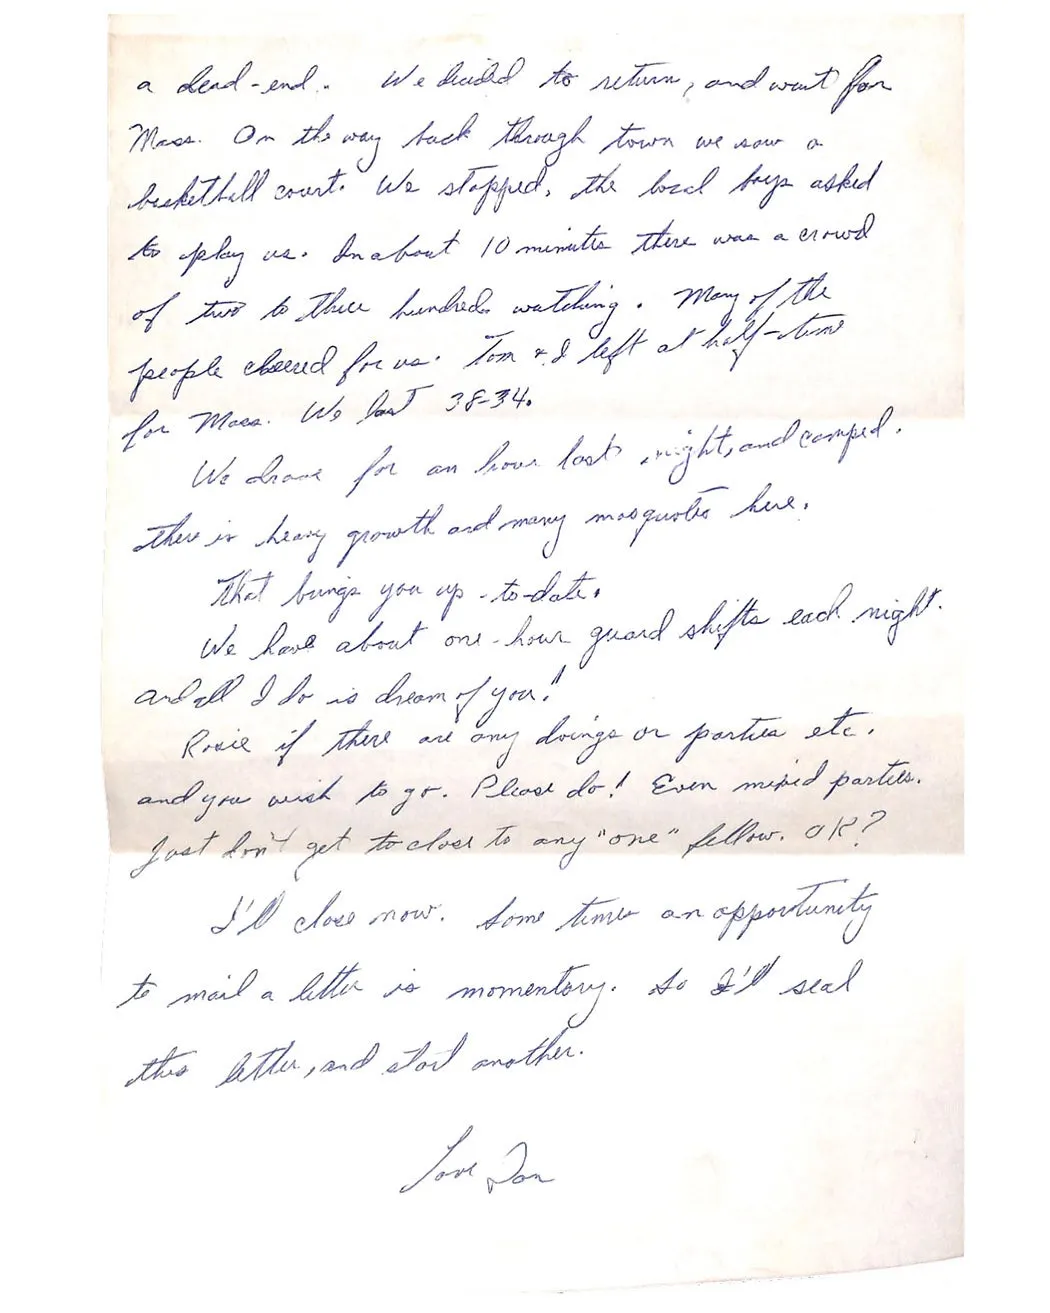 a dead-end. We decided to return, and want for
Mass. On the way back through town we saw a
basketball court. We stopped, the local boys asked
to play us. In about 10 minutes there was a crowd
of two to three hundred watching. Many of the
people cheered for us. Tom & I left at half-time
for Mass. We lost 38-34.
We drove for an hour last night, and camped.
there is heavy growth and many mosquotes here.
That brings you up-to-date.
We have about one-hour guard shifts each night.
and all I do is dream of you!
Rosie if there are any doings or parties etc.
and you wish to go. Please do! Even mixed parties.
Just don't get to close to any "one" fellow. OK?
I'll close now. Some times an opportunity
to mail a letter is momentary. So I'll seal
this letter, and start another.
Love Don